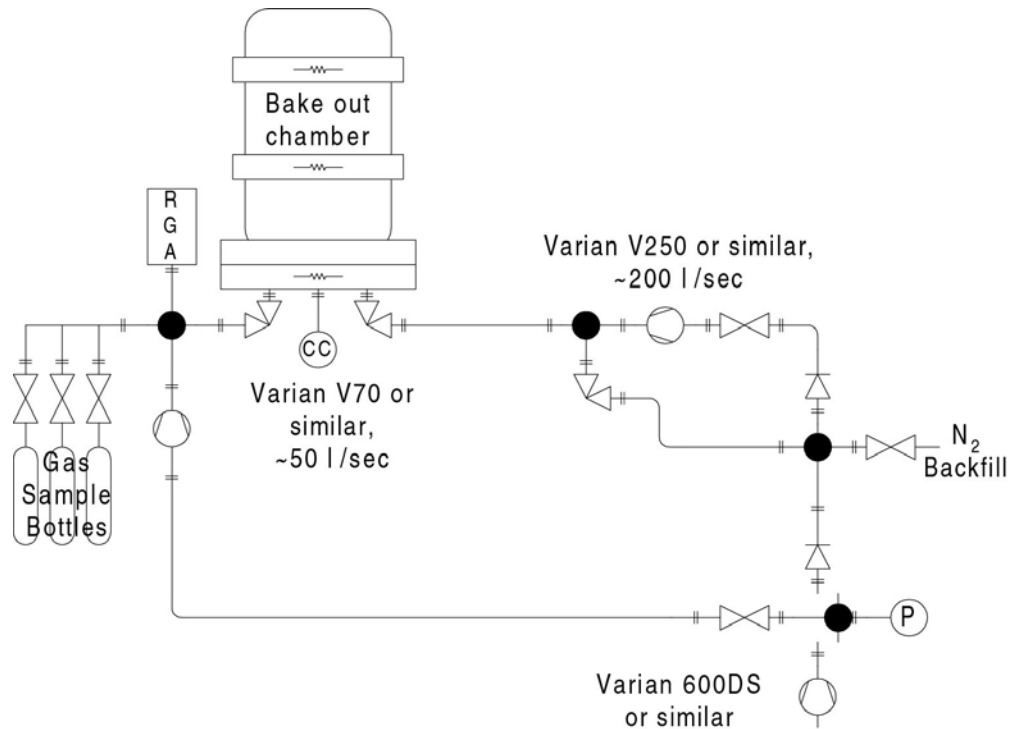 Bake out
chamber
R
G
A
Varian V250 or similar,
~200 l/sec
CC
Varian V70 or
similar,
~50 l/sec
Gas
Sample
Bottles
N2
Backfill
P
Varian 600DS
or similar